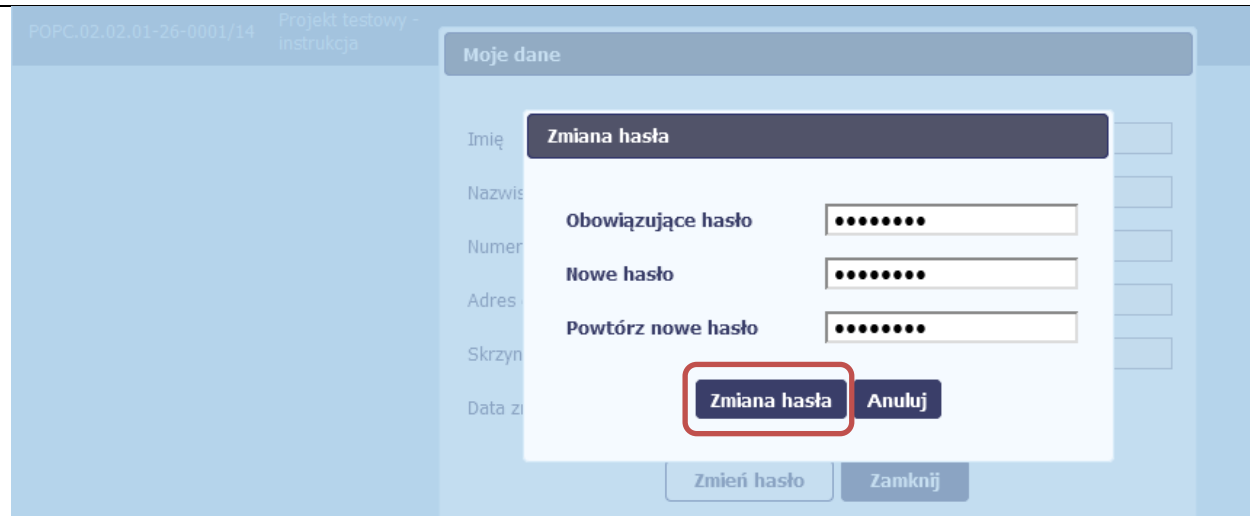 POPC.02.02.01-26-0001/14
Projekt testowy -
instrukcja
Moje dane
Imię
Zmiana hasła
Nazwis
Obowiązujące hasło
••••••••
Numer
Nowe hasło
••••••••
Adres
Powtórz nowe hasło
••••••••
Skrzyn
Zmiana hasła Anuluj
Data
Zmień hasło Zamknij